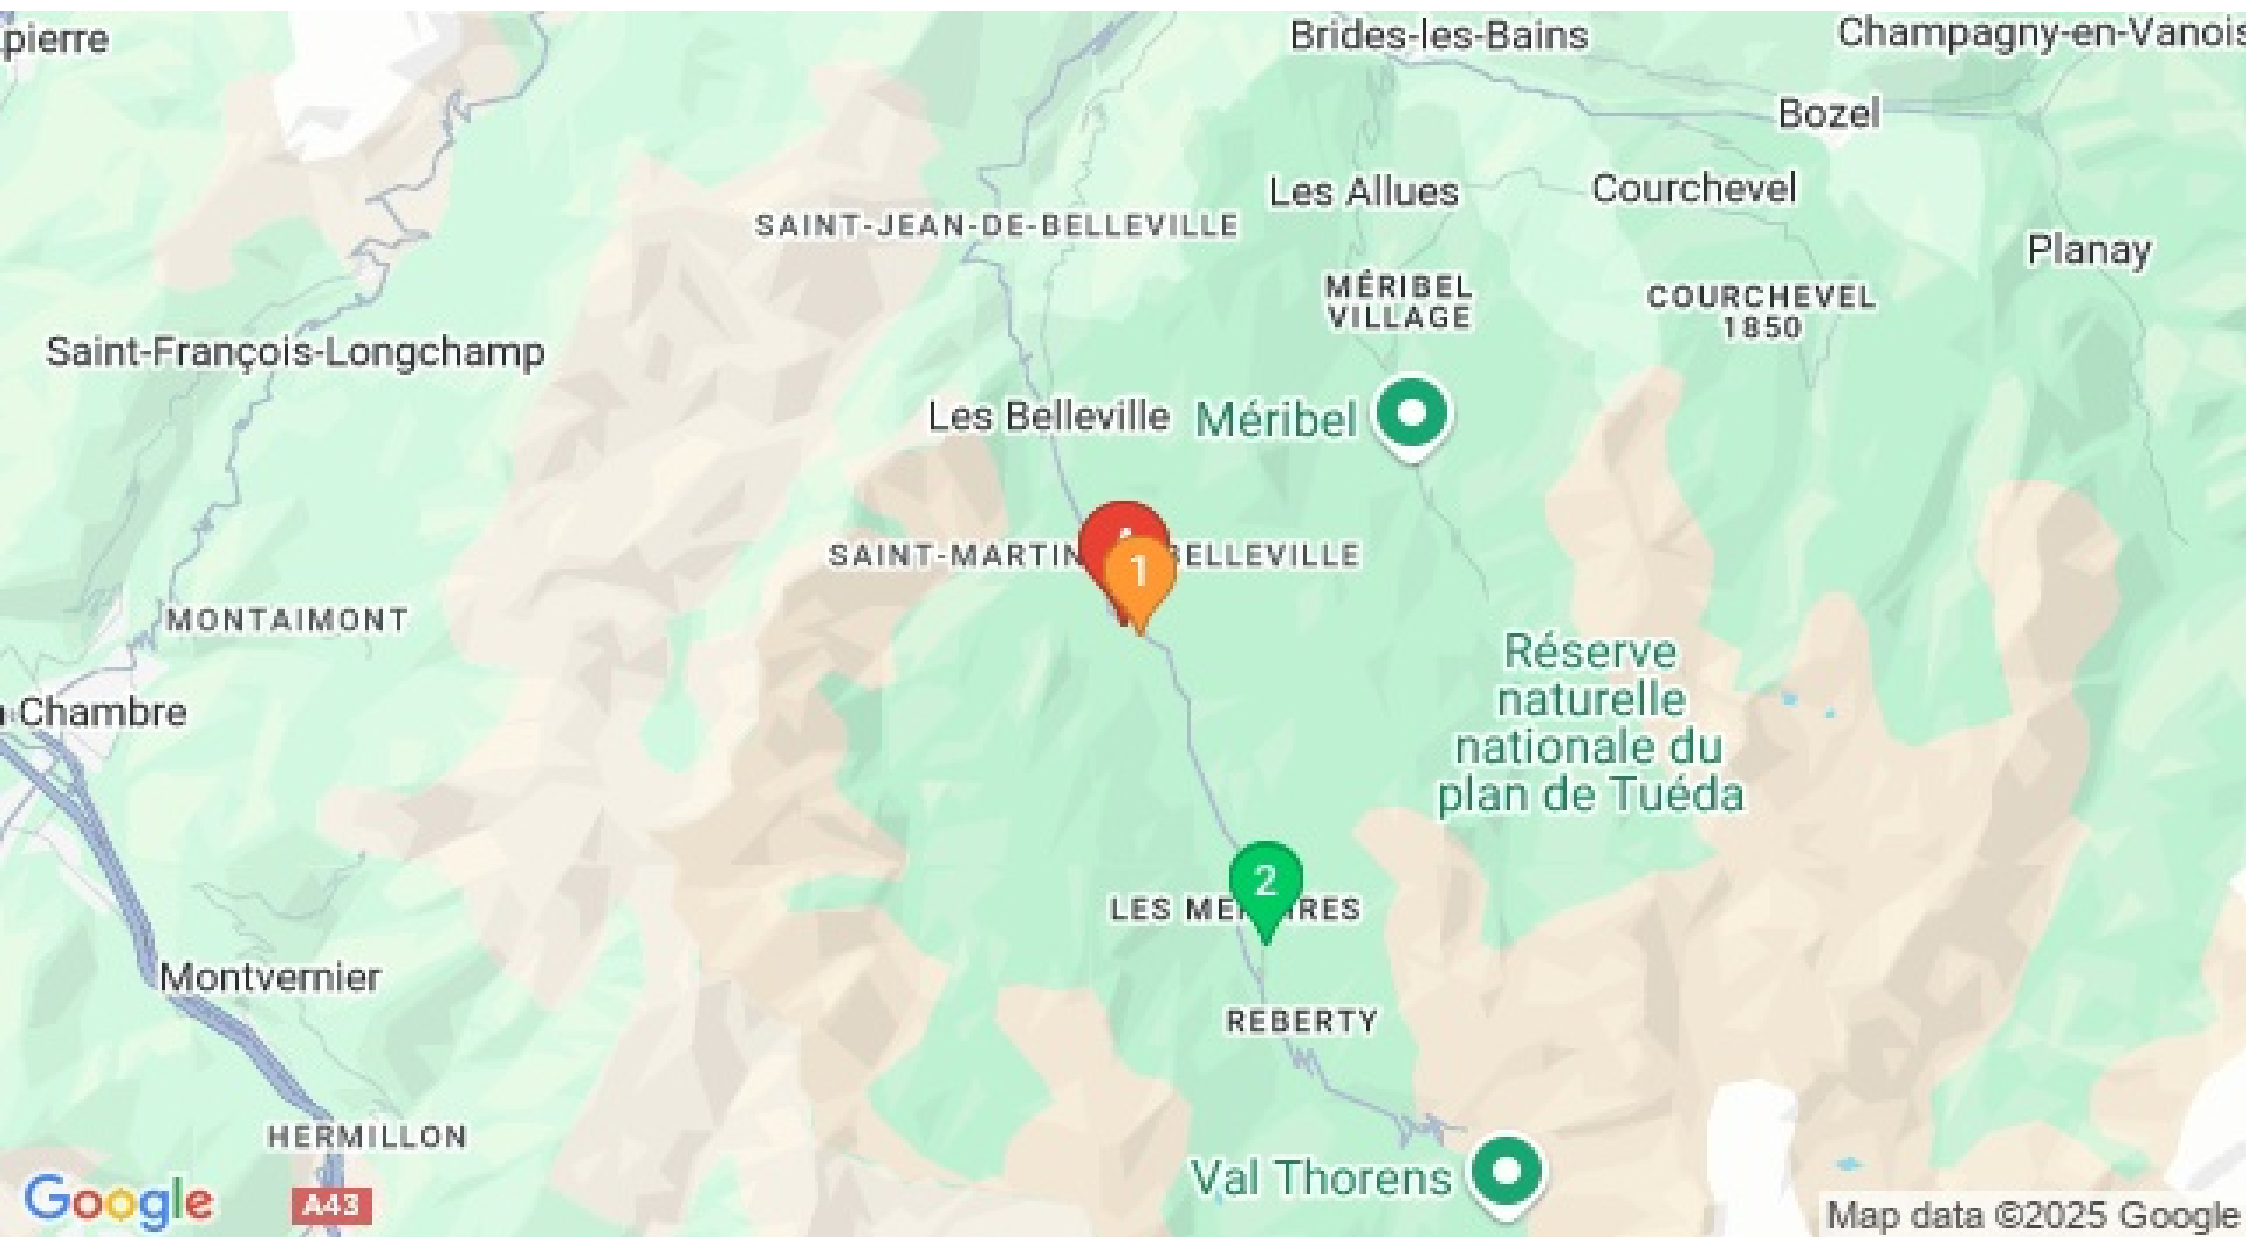 pierre
Brides-les-Bains
Champagny-en-Vanois
Bozel
Les Allues
Courchevel
SAINT-JEAN-DE-BELLEVILLE
Planay
MÉRIBEL
VILLAGE
COURCHEVEL
1850
Saint-François-Longchamp
Les Belleville
Méribel
SAINT-MARTIN
BELLEVILLE
1
MONTAIMONT
Réserve
naturelle
nationale du
plan de Tuéda
Chambre
2
LES ME
IRES
Montvernier
REBERTY
HERMILLON
Val Thorens
Google
A43
Map data ©2025 Google